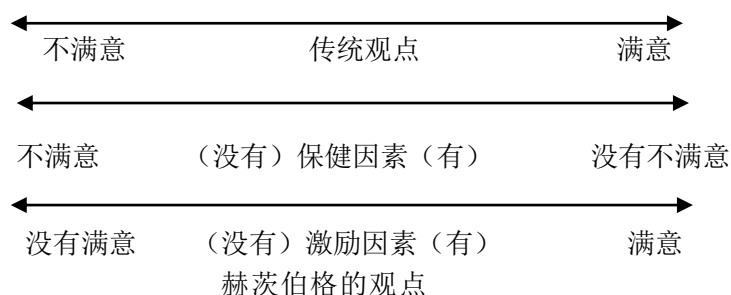 不满意 传统观点 满意
不满意 （没有）保健因素（有） 没有不满意
没有满意 （没有）激励因素（有） 满意
赫茨伯格的观点